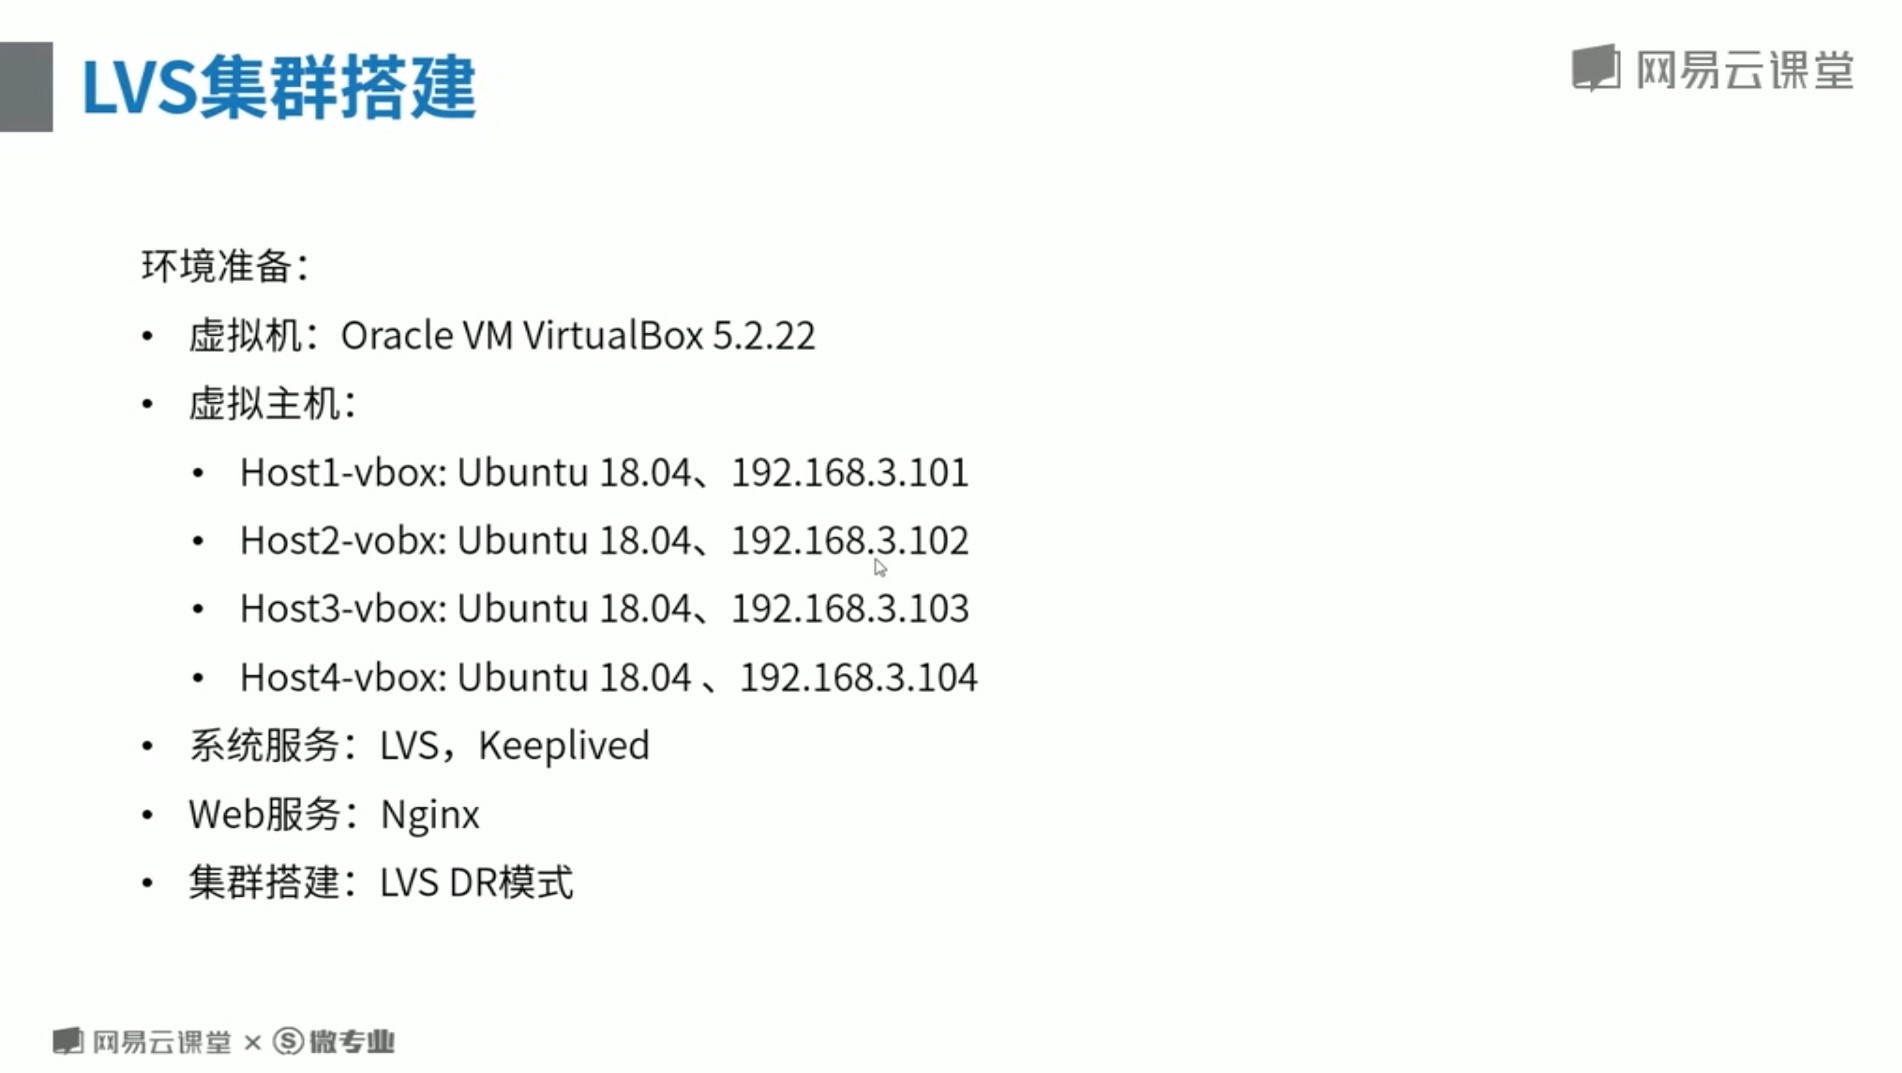 LVS集群搭建
网易云课堂
环境准备：
• 虚拟机：Oracle VM VirtualBox 5.2.22
• 虚拟主机：
• Host1-vbox: Ubuntu 18.04、192.168.3.101
• Host2-vobx: Ubuntu 18.04、192.168.3.102
• Host3-vbox: Ubuntu 18.04、192.168.3.103
• Host4-vbox: Ubuntu 18.04 、192.168.3.104
• 系统服务：LVS，Keeplived
• Web服务：Nginx
• 集群搭建：LVS DR模式
网易云课堂 × S 微专业